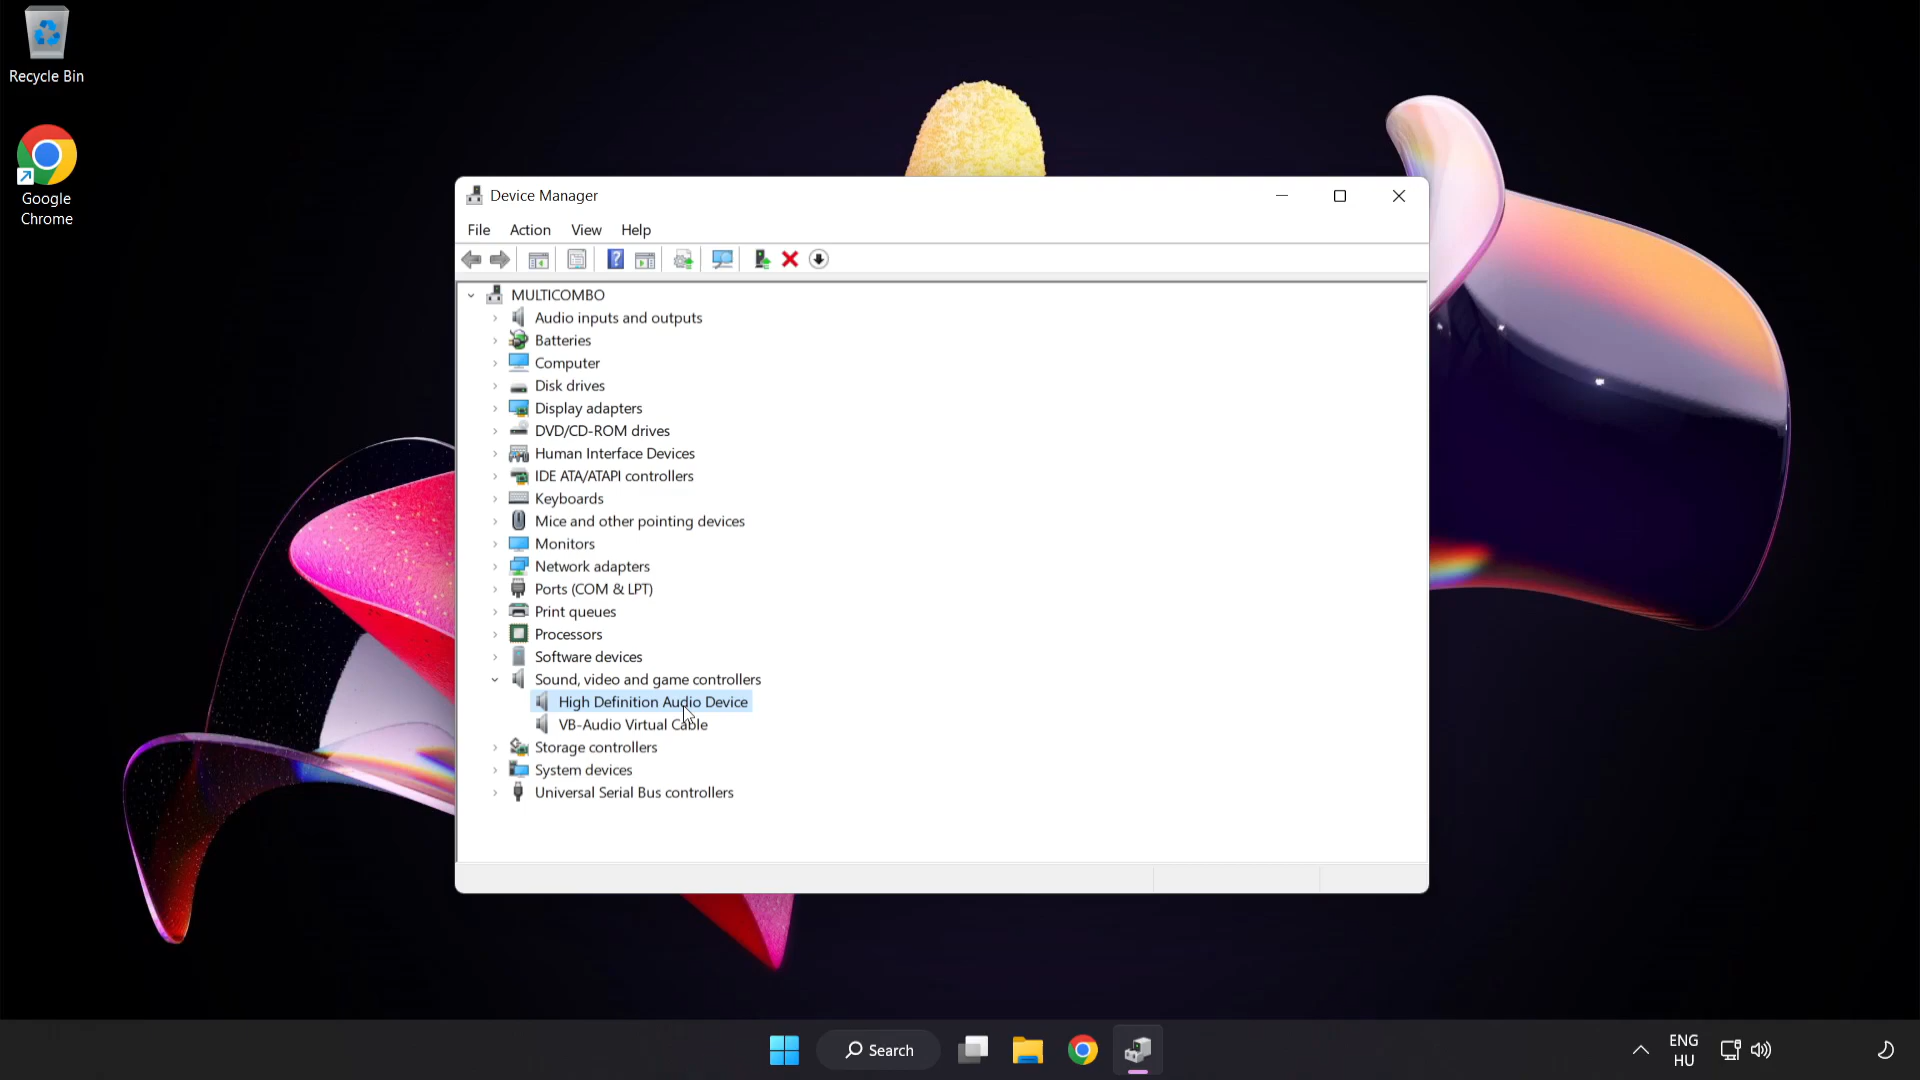 Recycle Bin
Google
Chrome
Device Manager
File Action View Help
MULTICOMBO
Audio inputs and outputs
Batteries
Computer
Disk drives
Display adapters
DVD/CD-ROM drives
Human Interface Devices
IDE ATA/ATAPI controllers
Keyboards
Mice and other pointing devices
Monitors
Network adapters
Ports (COM & LPT)
Print queues
Processors
Software devices
Sound, video and game controllers
High Definition Audio Device
VB-Audio Virtual Cable
Storage controllers
System devices
Universal Serial Bus controllers
Search
ENG
HU